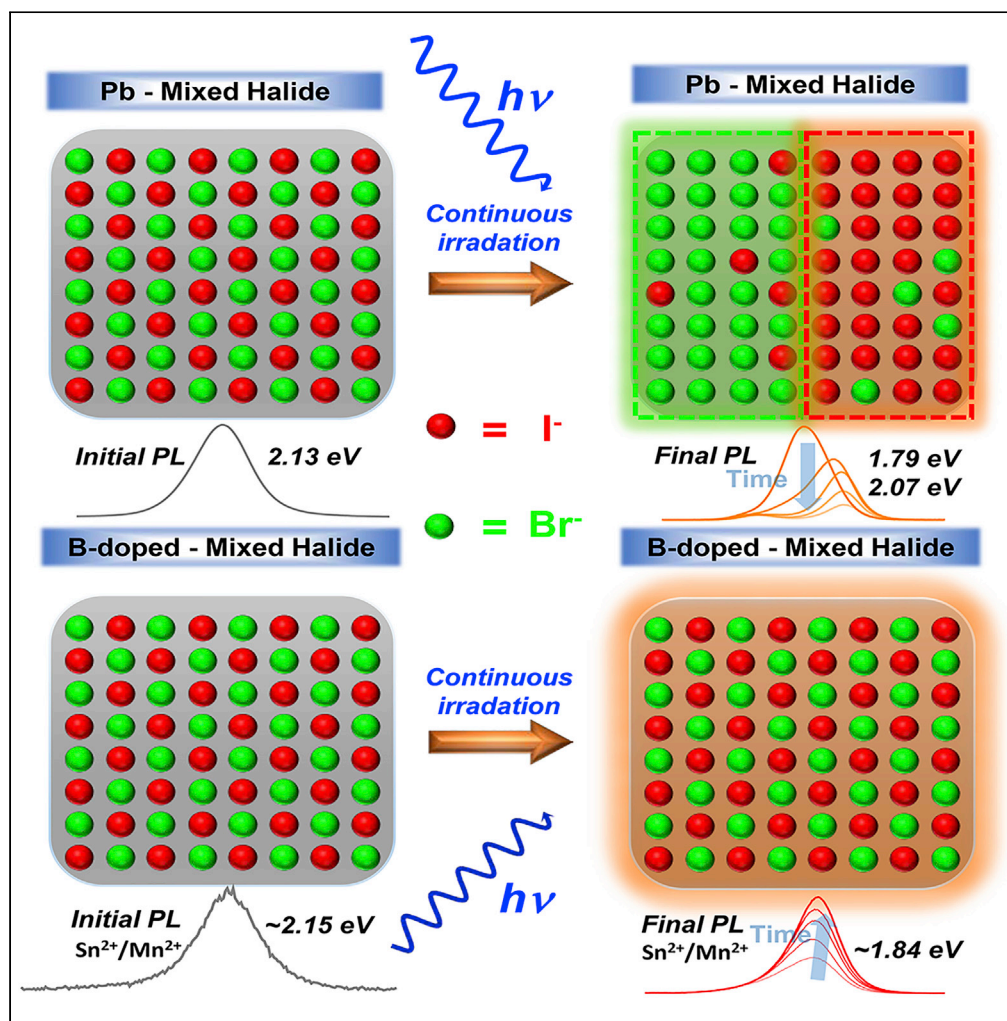 Pb - Mixed Halide
hν
Pb - Mixed Halide
Continuous
irradation
Initial PL
2.13 eV
= I⁻
= Br⁻
Final PL
Time
1.79 eV
2.07 eV
B-doped - Mixed Halide
B-doped - Mixed Halide
Continuous
irradation
Initial PL
Sn²⁺/Mn²⁺
~2.15 eV
hν
Final PL
Sn²⁺/Mn²⁺
Time
~1.84 eV